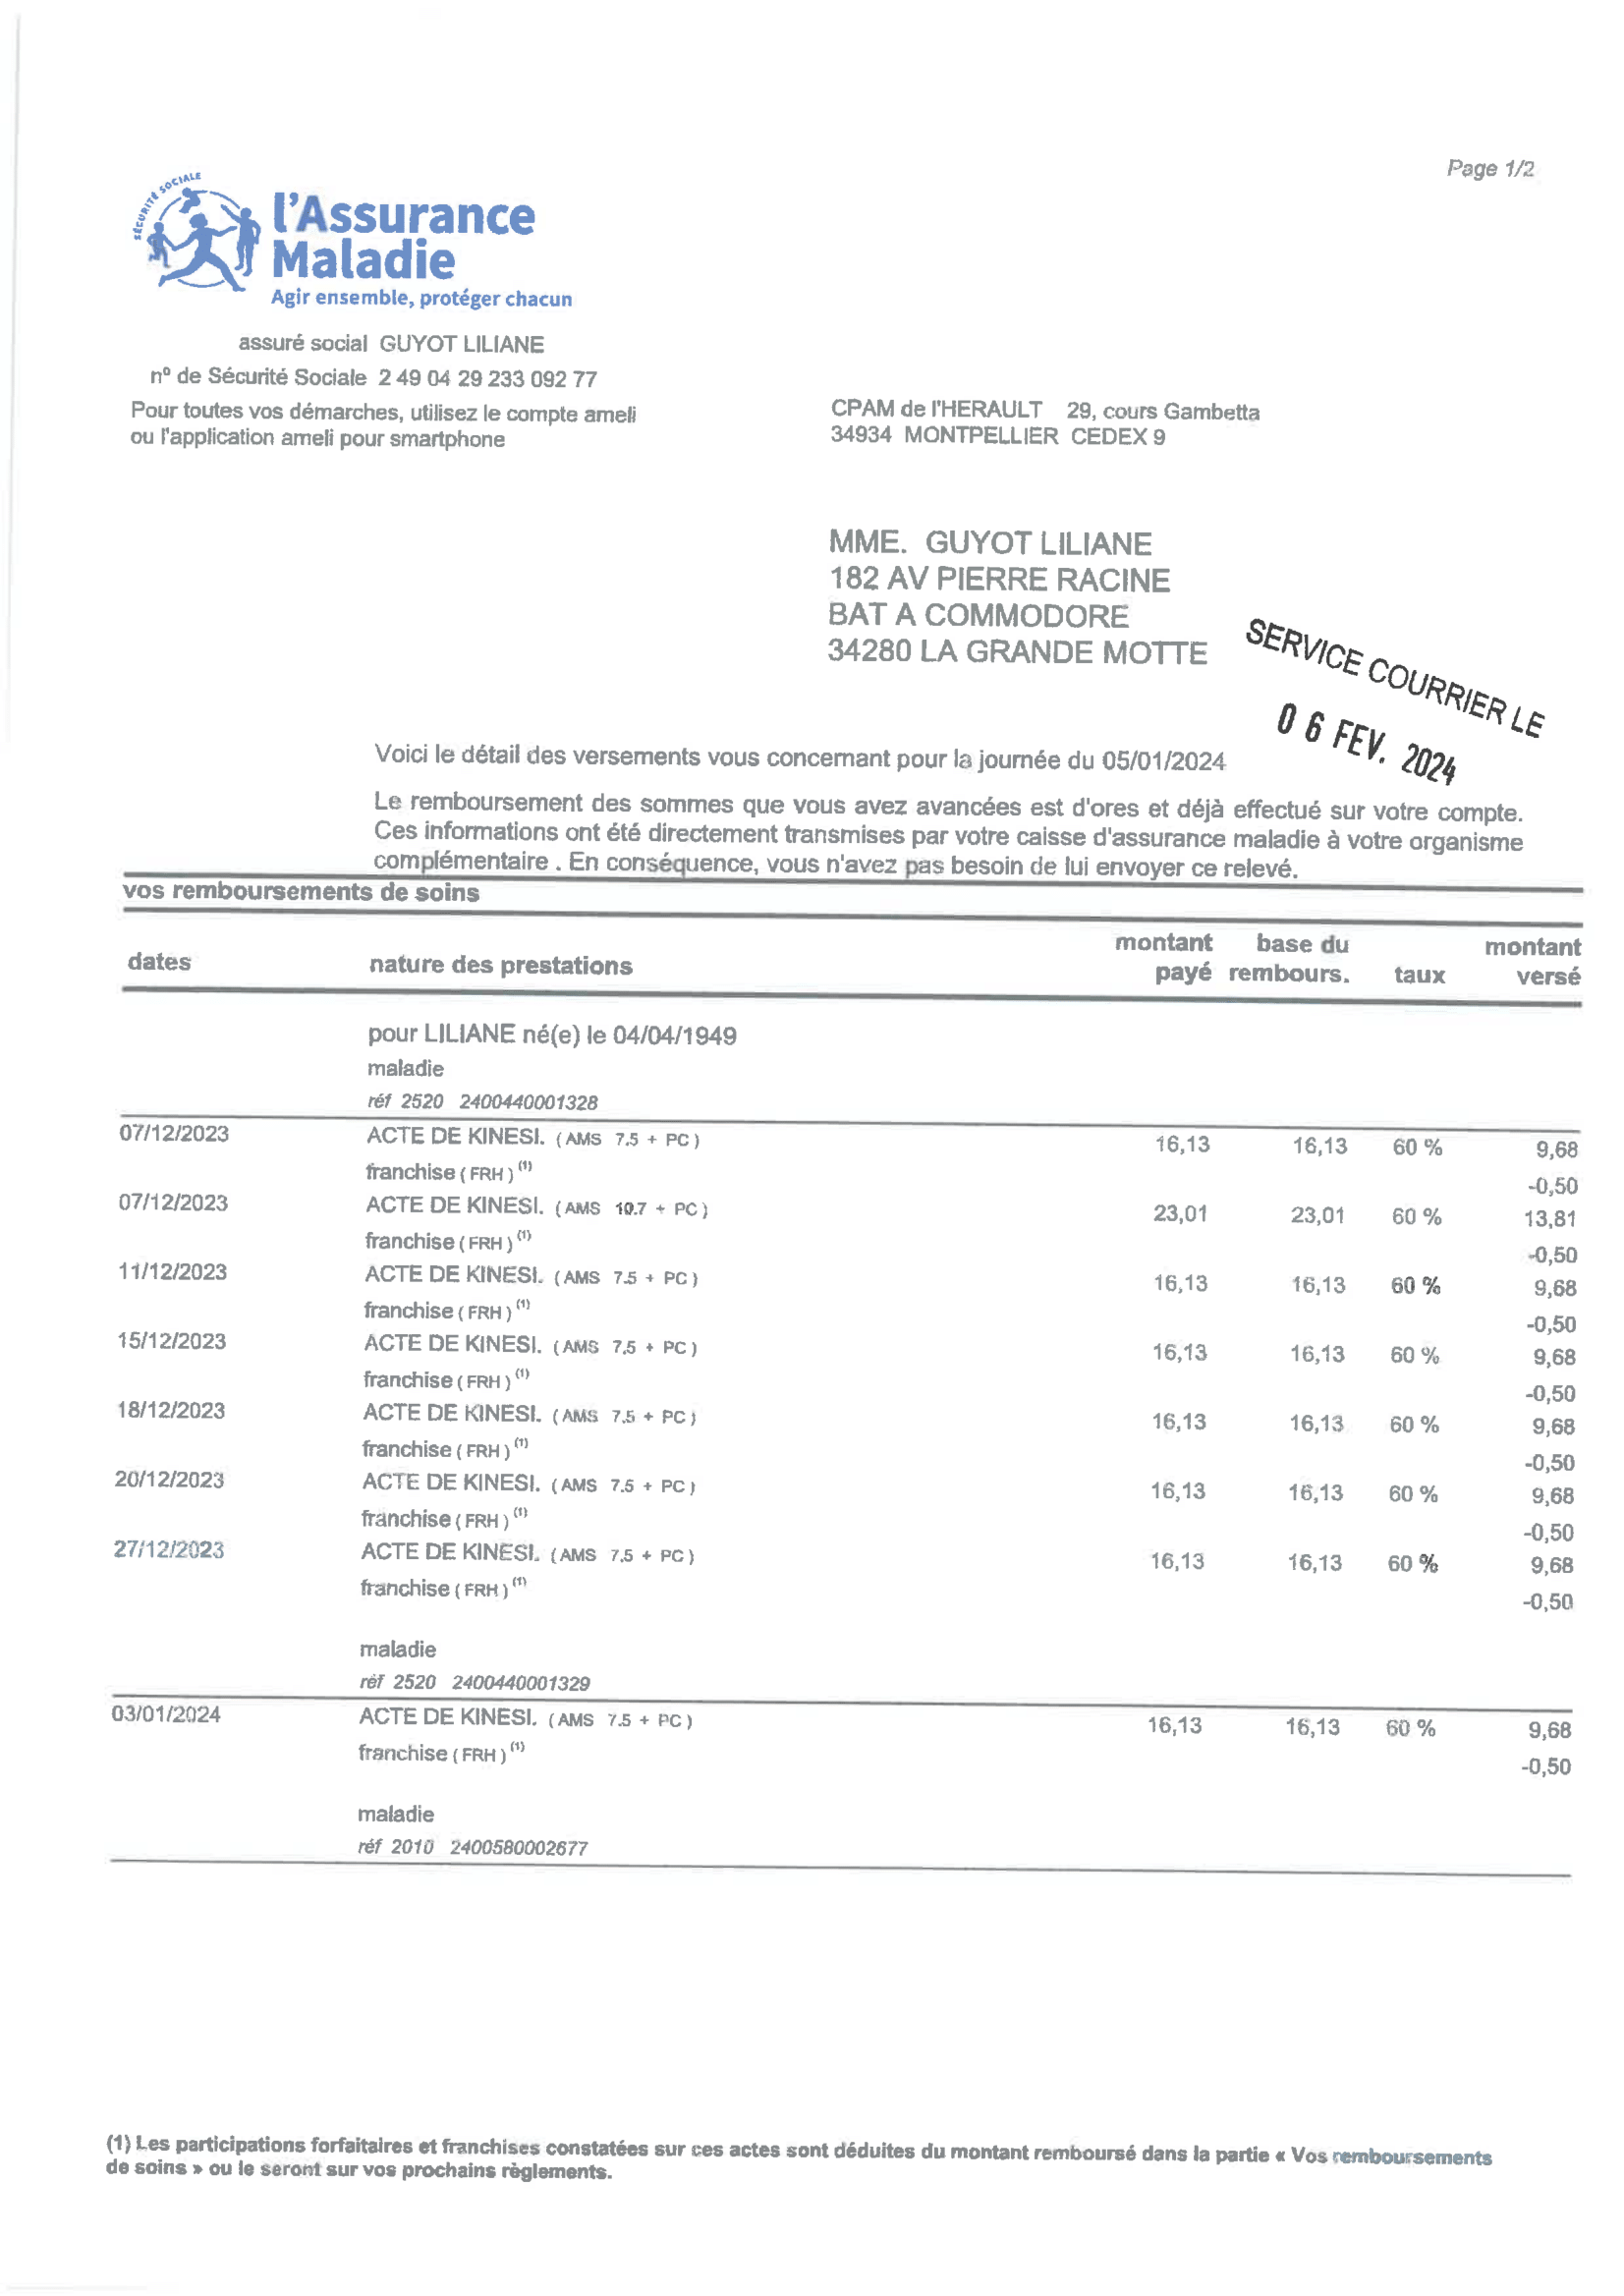 Page 1/2
SÉCURITÉ SOCIALE
l'Assurance
Maladie
Agir ensemble, protéger chacun
assuré social GUYOT LILIANE
nº de Sécurité Sociale 2 49 04 29 233 092 77
Pour toutes vos démarches, utilisez le compte ameli
ou l'application ameli pour smartphone
CPAM de l'HERAULT 29, cours Gambetta
34934 MONTPELLIER CEDEX 9
MME. GUYOT LILIANE
182 AV PIERRE RACINE
BAT A COMMODORE
34280 LA GRANDE MOTTE
SERVICE COURRIER LE
06 FEV. 2024
Voici le détail des versements vous concernant pour la journée du 05/01/2024
Le remboursement des sommes que vous avez avancées est d'ores et déjà effectué sur votre compte.
Ces informations ont été directement transmises par votre caisse d'assurance maladie à votre organisme
complémentaire . En conséquence, vous n'avez pas besoin de lui envoyer ce relevé.
vos remboursements de soins
dates nature des prestations montant payé base du rembours. taux montant versé
pour LILIANE né(e) le 04/04/1949
maladie
réf 2520 2400440001328
07/12/2023 ACTE DE KINESI. (AMS 7.5 + PC) 16,13 16,13 60 % 9,68
franchise (FRH) (1) -0,50
07/12/2023 ACTE DE KINESI. (AMS 10.7 + PC) 23,01 23,01 60 % 13,81
franchise (FRH) (1) -0,50
11/12/2023 ACTE DE KINESI. (AMS 7.5 + PC) 16,13 16,13 60 % 9,68
franchise (FRH) (1) -0,50
15/12/2023 ACTE DE KINESI. (AMS 7.5 + PC) 16,13 16,13 60 % 9,68
franchise (FRH) (1) -0,50
18/12/2023 ACTE DE KINESI. (AMS 7.5 + PC) 16,13 16,13 60 % 9,68
franchise (FRH) (1) -0,50
20/12/2023 ACTE DE KINESI. (AMS 7.5 + PC) 16,13 16,13 60 % 9,68
franchise (FRH) (1) -0,50
27/12/2023 ACTE DE KINESI. (AMS 7.5 + PC) 16,13 16,13 60 % 9,68
franchise (FRH) (1) -0,50
maladie
réf 2520 2400440001329
03/01/2024 ACTE DE KINESI. (AMS 7.5 + PC) 16,13 16,13 60 % 9,68
franchise (FRH) (1) -0,50
maladie
réf 2010 2400580002677
(1) Les participations forfaitaires et franchises constatées sur ces actes sont déduites du montant remboursé dans la partie « Vos remboursements
de soins » ou le seront sur vos prochains règlements.